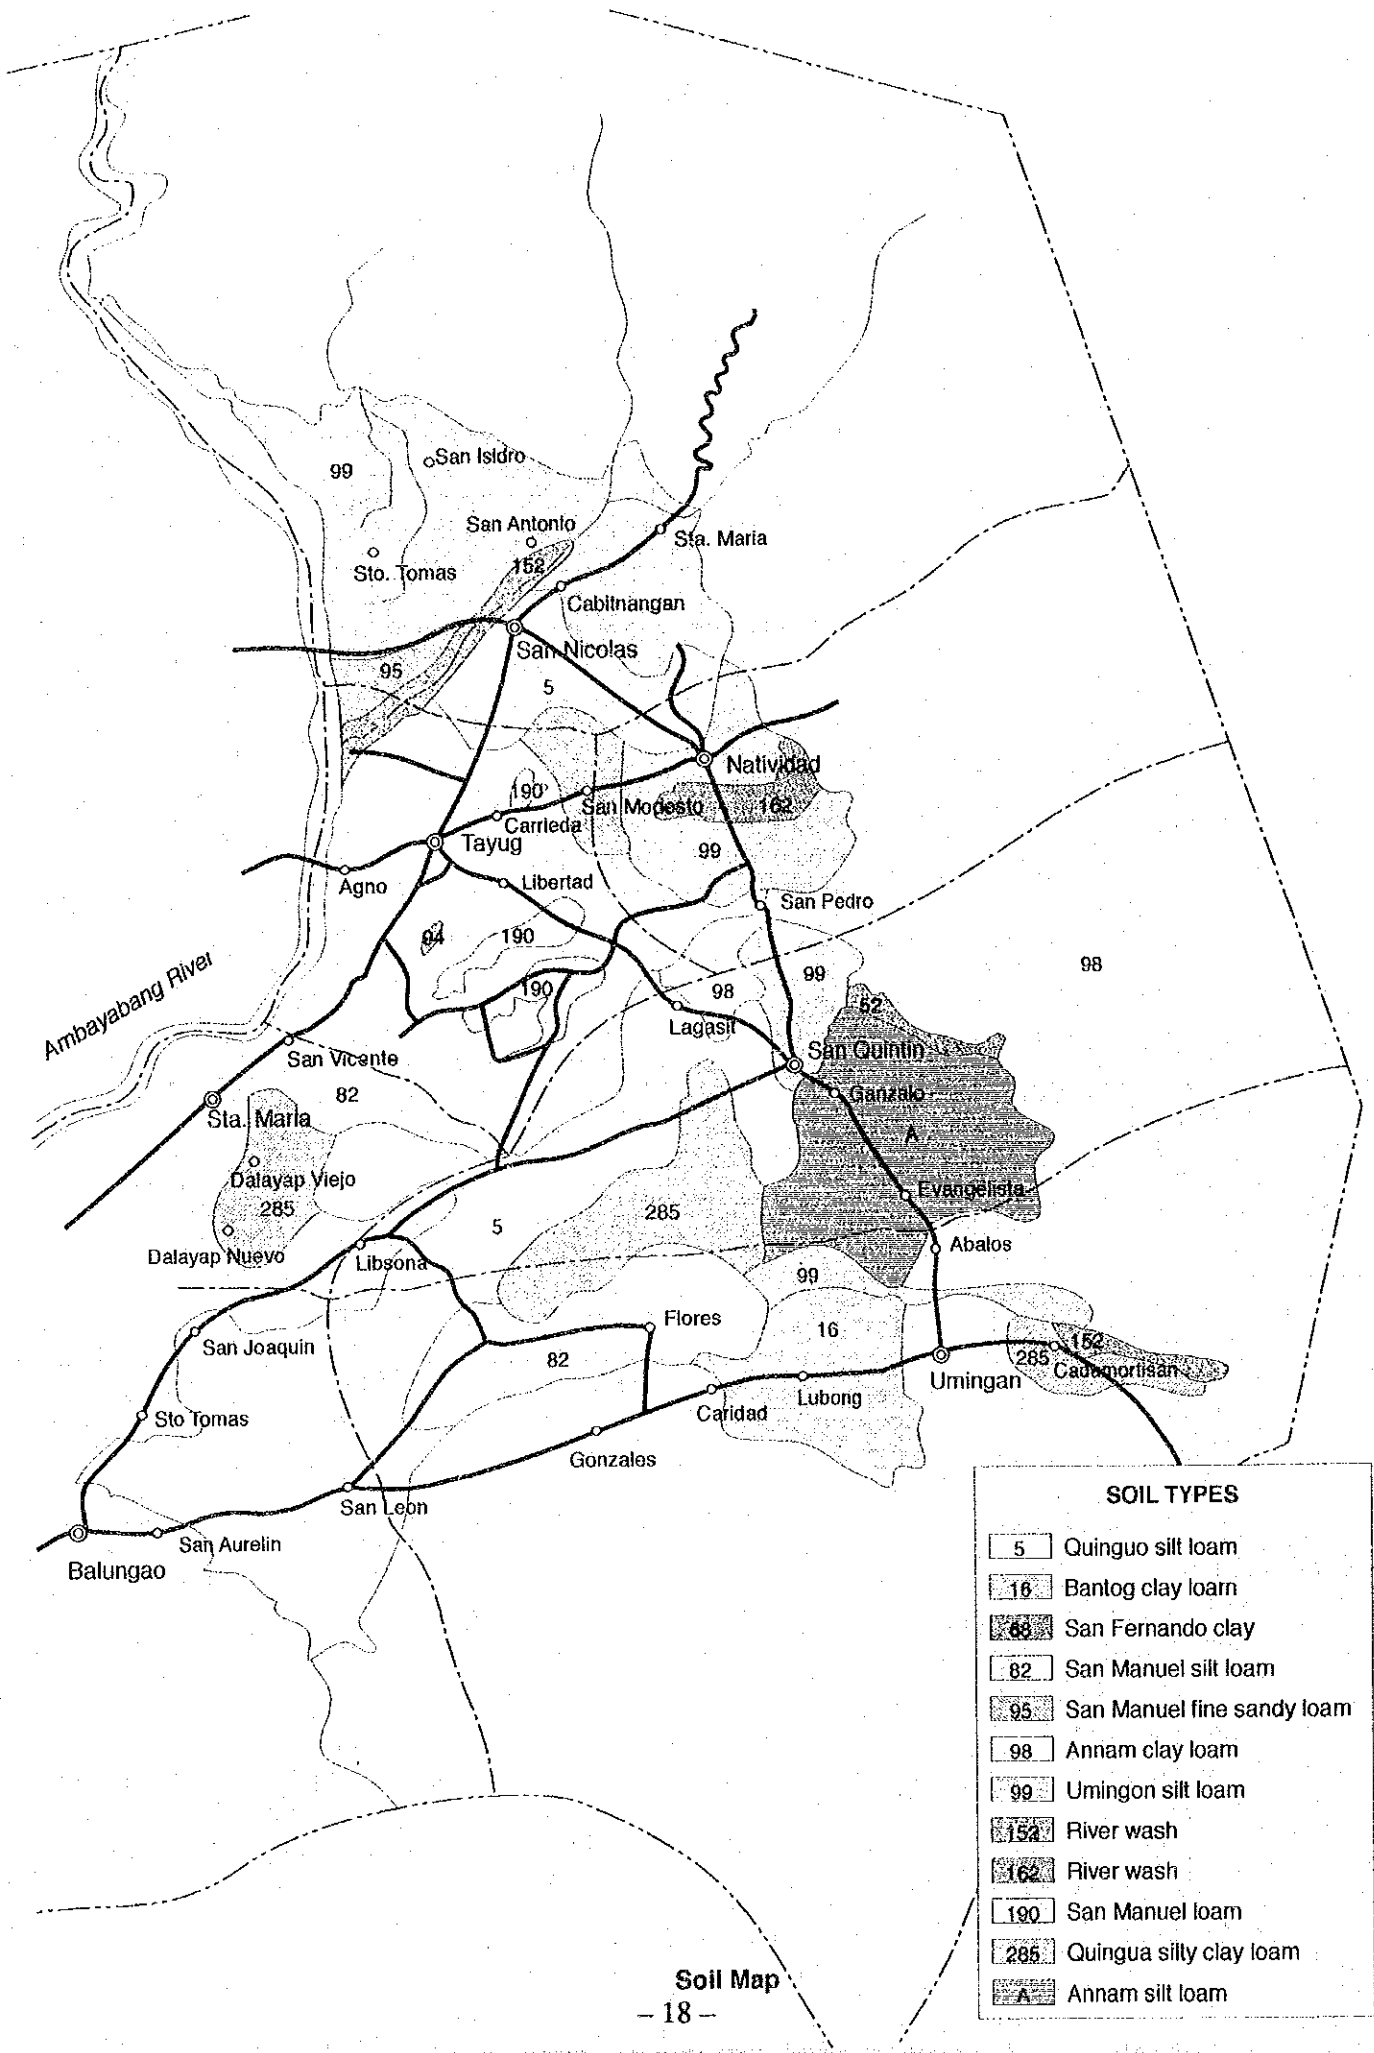 99
San Isidro
San Antonio
Sta. Maria
Sto. Tomas
152
Cabitnangan
San Nicolas
95
5
Natividad
190
San Modesto
162
Carrieda
Tayug
99
Agno
Libertad
San Pedro
94
190
98
Ambayabang River
99
98
190
52
Lagasit
San Quintin
San Vicente
82
Ganzalo
Sta. Maria
A
Dalayap Viejo
Evangelista
285
285
5
Dalayap Nuevo
Abalos
Libsona
99
Flores
16
San Joaquin
82
152
285
Cadamortisan
Umingan
Lubong
Caridad
Sto Tomas
Gonzales
San Leon
San Aurelin
Balungao
SOIL TYPES
5 Quinguo silt loam
16 Bantog clay loam
68 San Fernando clay
82 San Manuel silt loam
95 San Manuel fine sandy loam
98 Annam clay loam
99 Umingon silt loam
152 River wash
162 River wash
190 San Manuel loam
285 Quingua silty clay loam
A Annam silt loam
Soil Map
– 18 –